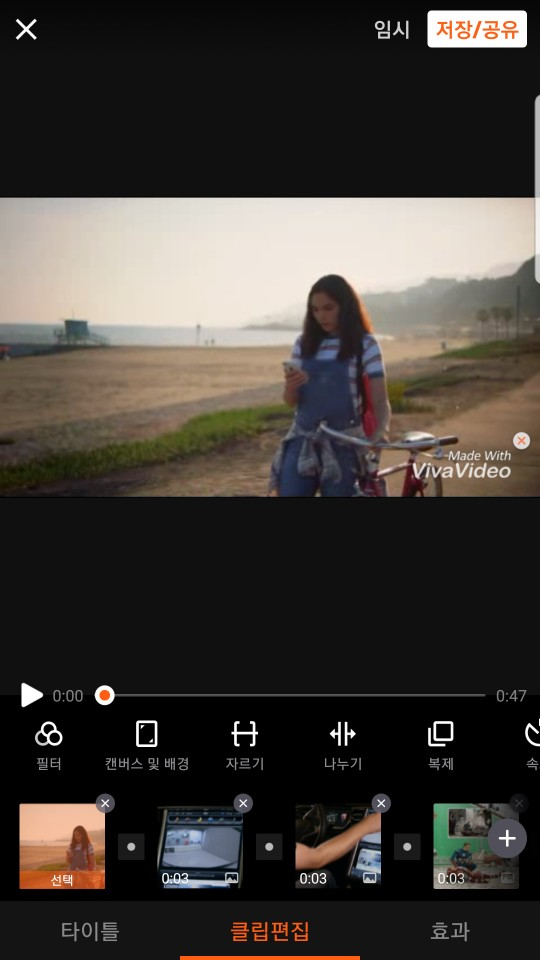 임시
저장/공유
Made With
VivaVideo
0:00
0:47
필터
캔버스 및 배경
자르기
나누기
복제
속
선택
0:03
0:03
0:03
타이틀
클립편집
효과